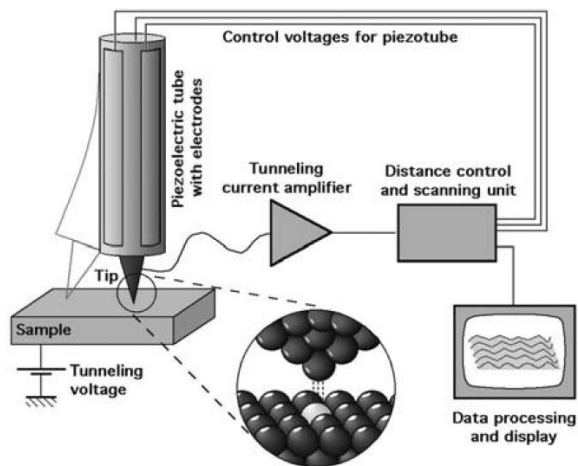 Control voltages for piezotube
Piezoelectric tube
with electrodes
Tunneling
current amplifier
Distance control
and scanning unit
Tip
Sample
Tunneling
voltage
Data processing
and display